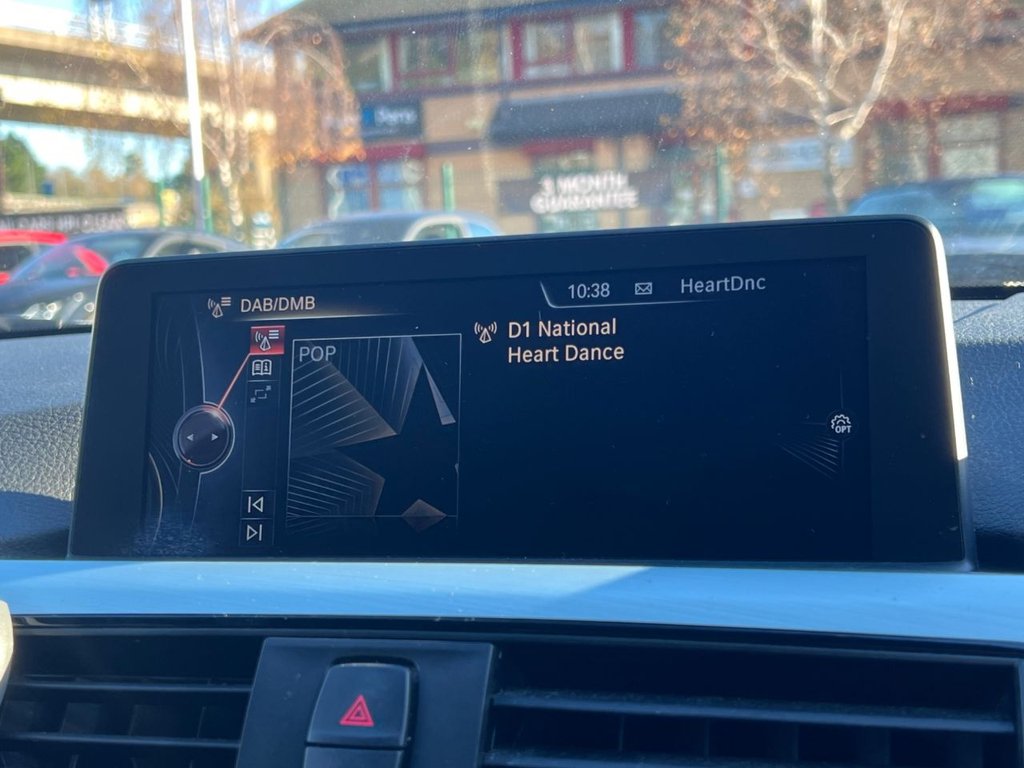 3 MONTH
GUARANTEE
DAB/DMB
10:38
HeartDnc
POP
D1 National
Heart Dance
OPT